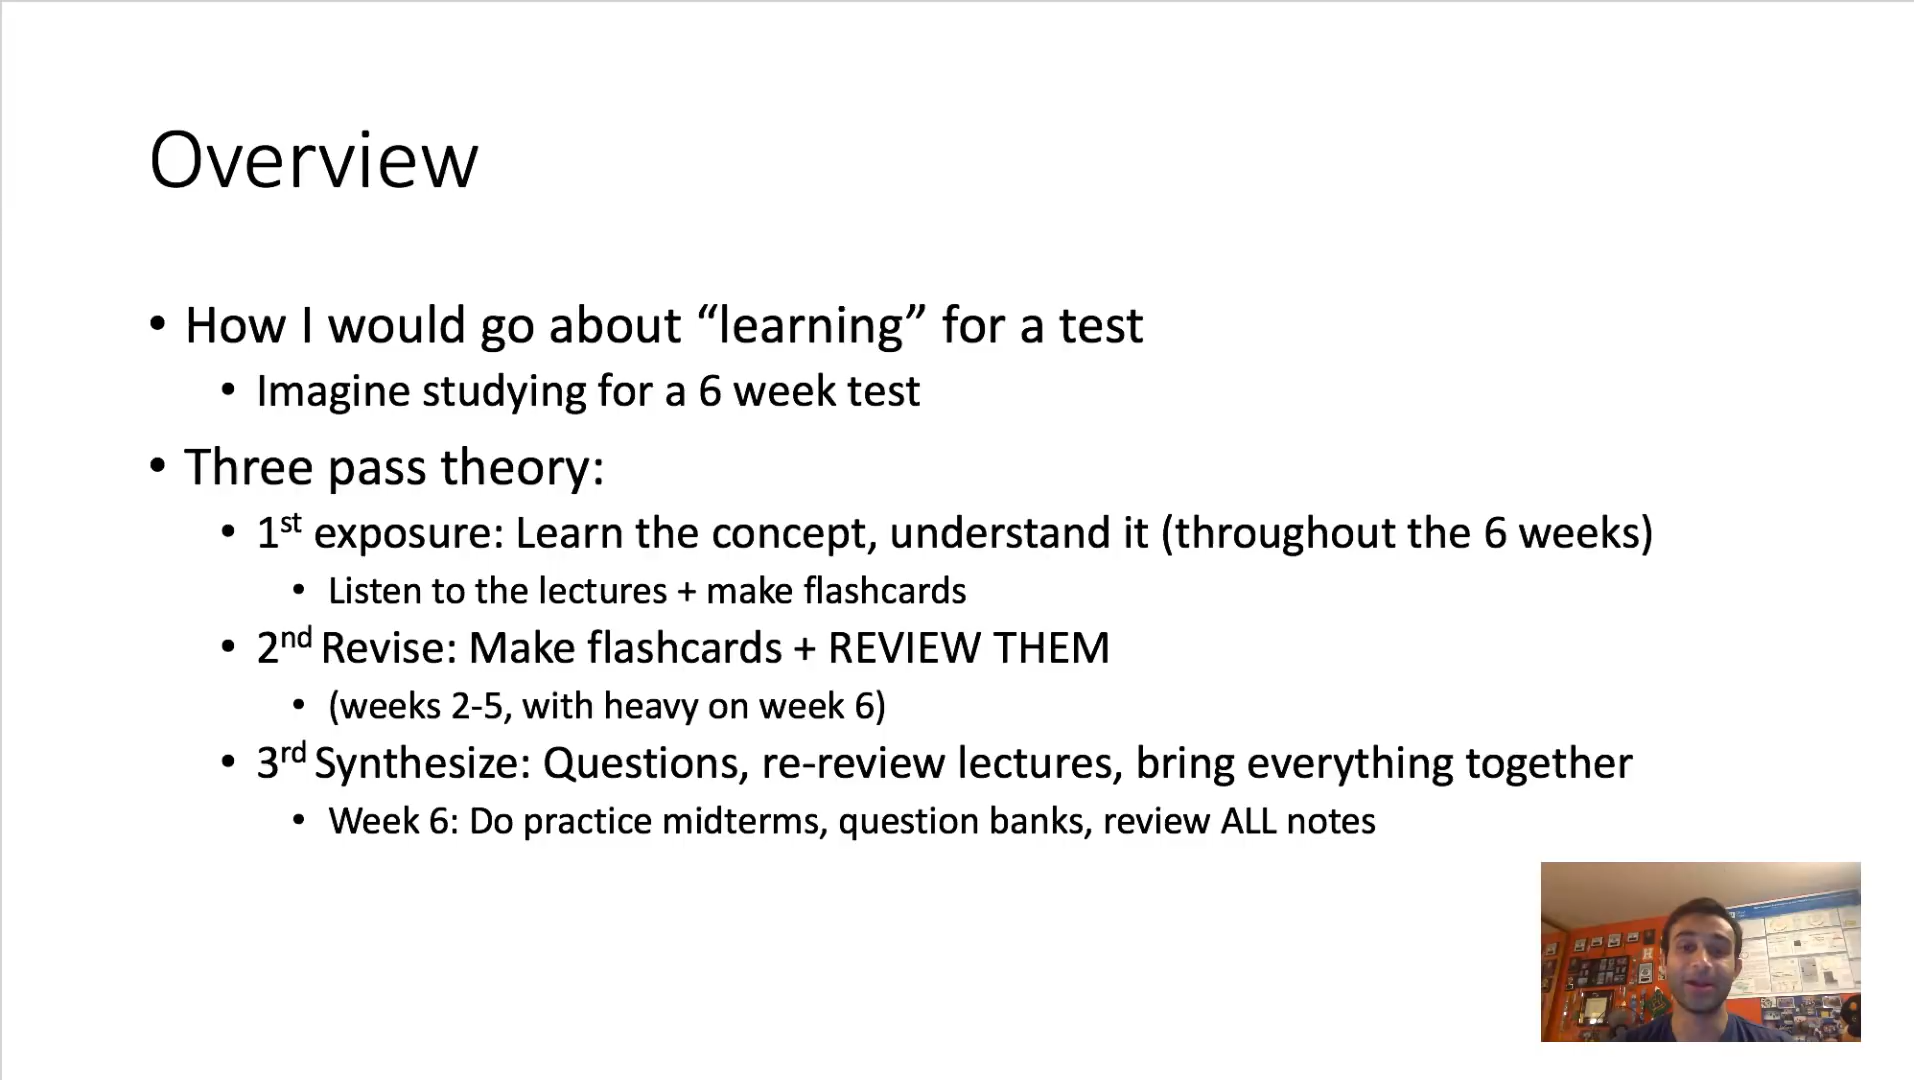 Overview
• How I would go about “learning” for a test
• Imagine studying for a 6 week test
• Three pass theory:
• 1st exposure: Learn the concept, understand it (throughout the 6 weeks)
• Listen to the lectures + make flashcards
• 2nd Revise: Make flashcards + REVIEW THEM
• (weeks 2-5, with heavy on week 6)
• 3rd Synthesize: Questions, re-review lectures, bring everything together
• Week 6: Do practice midterms, question banks, review ALL notes